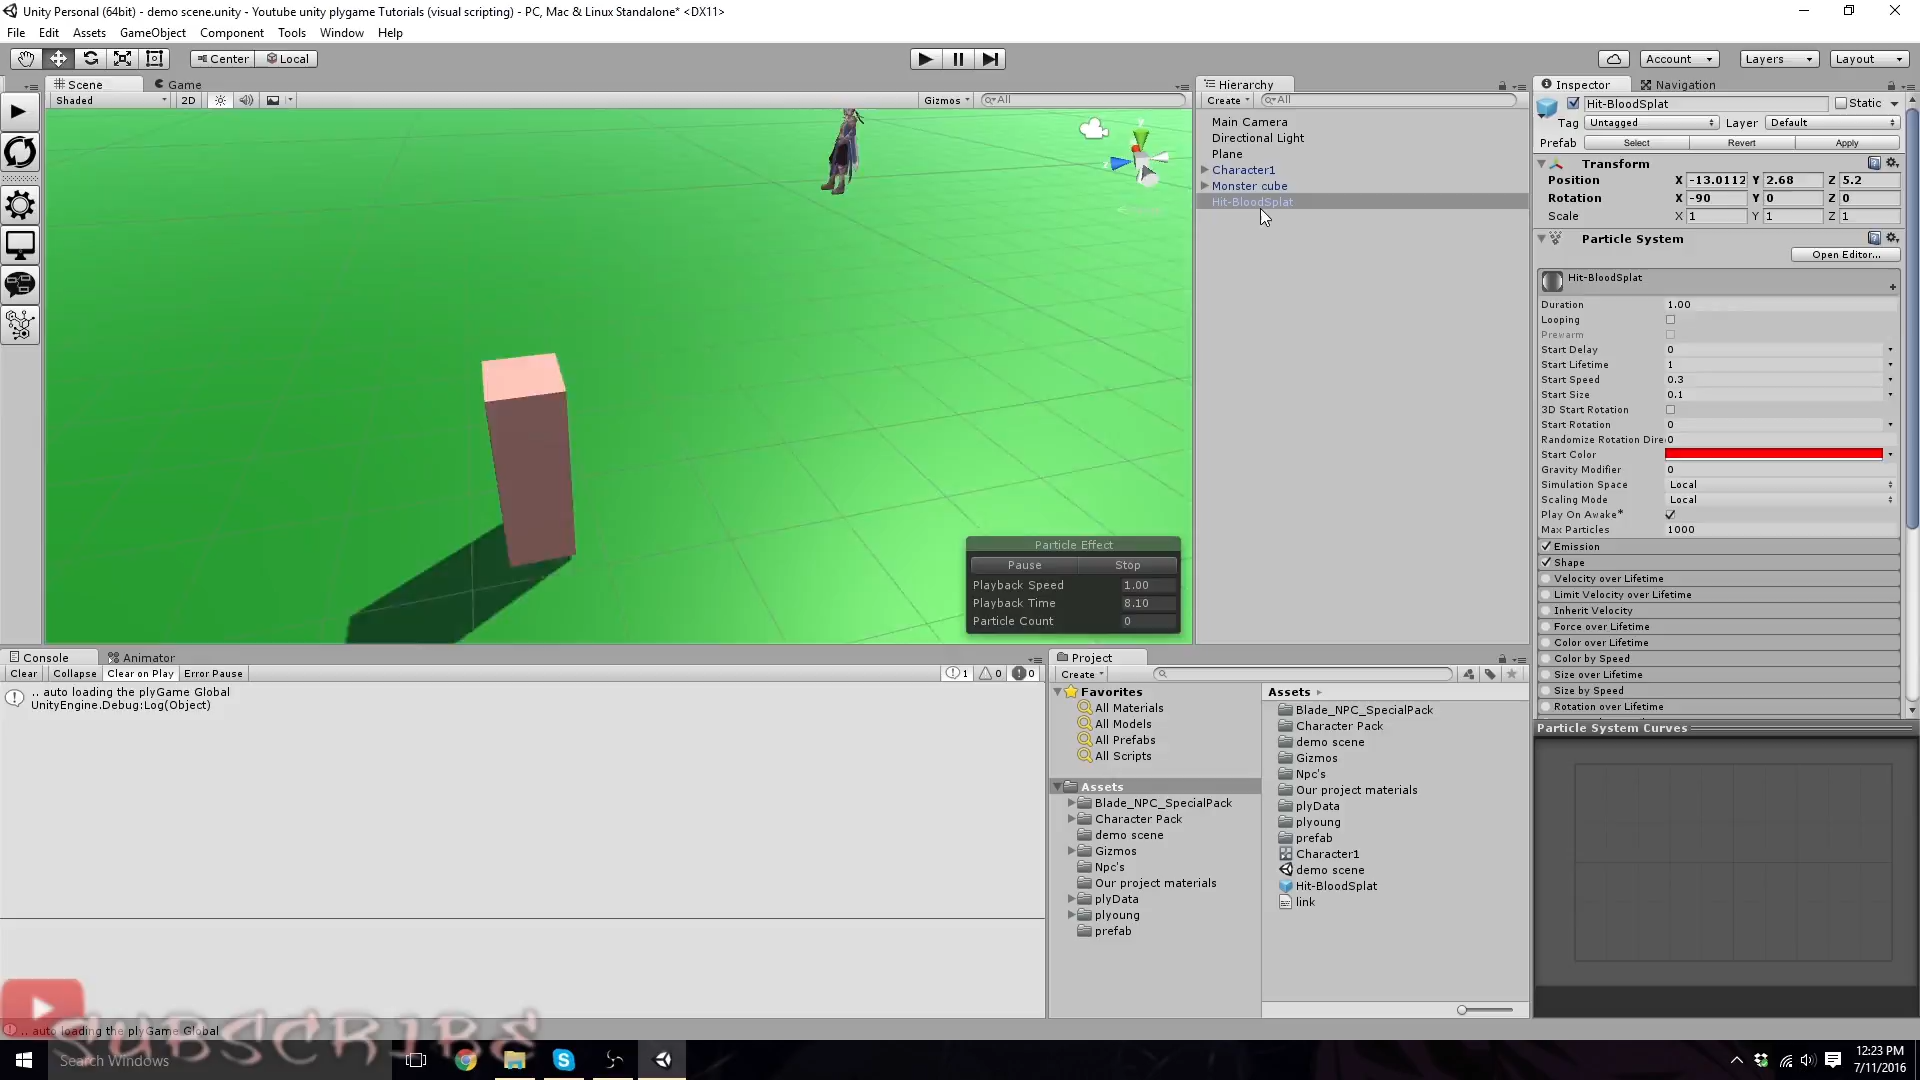 Unity Personal (64bit) - demo scene.unity - Youtube unity plygame Tutorials (visual scripting) - PC, Mac & Linux Standalone* <DX11>
File Edit Assets GameObject Component Tools Window Help
Center Local Account Layers Layout
Scene Game
Shaded 2D Gizmos All
Particle Effect
Pause Stop
Playback Speed 1.00
Playback Time 8.10
Particle Count 0
Hierarchy
Create All
Main Camera
Directional Light
Plane
Character1
Monster cube
Hit-BloodSplat
Inspector Navigation
Hit-BloodSplat Static
Tag Untagged Layer Default
Prefab Select Revert Apply
Transform
Position X -13.0112 Y 2.68 Z 5.2
Rotation X -90 Y 0 Z 0
Scale X 1 Y 1 Z 1
Particle System
Open Editor...
Hit-BloodSplat
Duration 1.00
Looping
Prewarm
Start Delay 0
Start Lifetime 1
Start Speed 0.3
Start Size 0.1
3D Start Rotation
Start Rotation 0
Randomize Rotation Dire 0
Start Color
Gravity Modifier 0
Simulation Space Local
Scaling Mode Local
Play On Awake*
Max Particles 1000
Emission
Shape
Velocity over Lifetime
Limit Velocity over Lifetime
Inherit Velocity
Force over Lifetime
Color over Lifetime
Color by Speed
Size over Lifetime
Size by Speed
Rotation over Lifetime
Particle System Curves
Console Animator
Clear Collapse Clear on Play Error Pause 1 0 0
.. auto loading the plyGame Global
UnityEngine.Debug:Log(Object)
Project
Create
Favorites
All Materials
All Models
All Prefabs
All Scripts
Assets
Blade_NPC_SpecialPack
Character Pack
demo scene
Gizmos
Npc's
Our project materials
plyData
plyoung
prefab
Assets
Blade_NPC_SpecialPack
Character Pack
demo scene
Gizmos
Npc's
Our project materials
plyData
plyoung
prefab
Character1
demo scene
Hit-BloodSplat
link
.. auto loading the plyGame Global
SUBSCRIBE
Search Windows
12:23 PM
7/11/2016